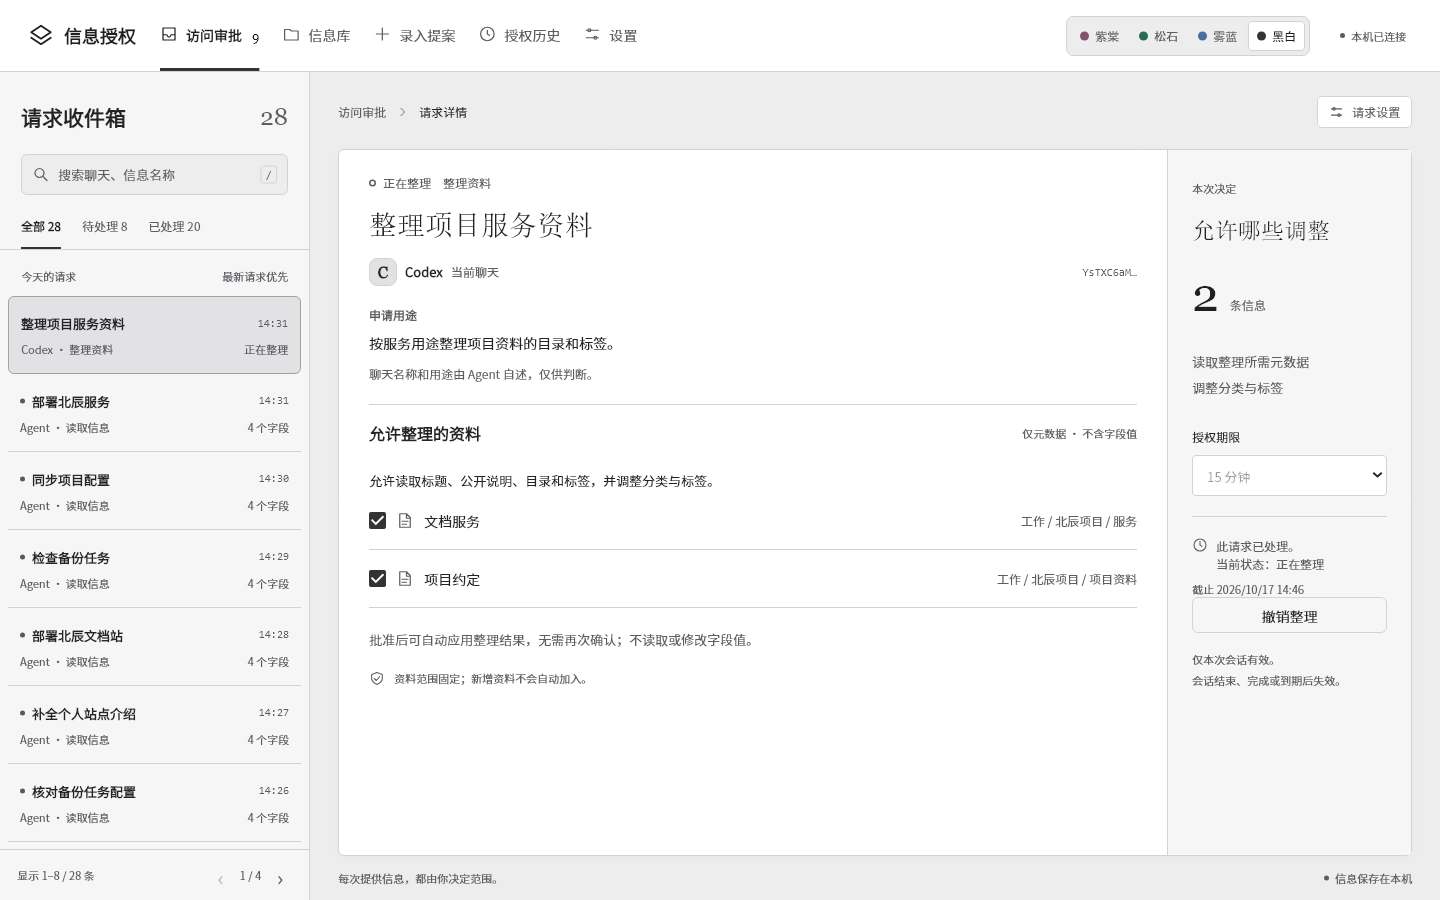 信息授权
访问审批 9
信息库
录入提案
授权历史
设置
紫棠
松石
雾蓝
黑白
本机已连接
请求收件箱 28
搜索聊天、信息名称 /
全部 28 待处理 8 已处理 20
今天的请求 最新请求优先
整理项目服务资料 14:31
Codex · 整理资料 正在整理
部署北辰服务 14:31
Agent · 读取信息 4 个字段
同步项目配置 14:30
Agent · 读取信息 4 个字段
检查备份任务 14:29
Agent · 读取信息 4 个字段
部署北辰文档站 14:28
Agent · 读取信息 4 个字段
补全个人站点介绍 14:27
Agent · 读取信息 4 个字段
核对备份任务配置 14:26
Agent · 读取信息 4 个字段
显示 1–8 / 28 条 ‹ 1 / 4 ›
访问审批 > 请求详情
请求设置
正在整理 整理资料
整理项目服务资料
C Codex 当前聊天 YsTXC6aM…
申请用途
按服务用途整理项目资料的目录和标签。
聊天名称和用途由 Agent 自述，仅供判断。
允许整理的资料 仅元数据 · 不含字段值
允许读取标题、公开说明、目录和标签，并调整分类与标签。
文档服务 工作 / 北辰项目 / 服务
项目约定 工作 / 北辰项目 / 项目资料
批准后可自动应用整理结果，无需再次确认；不读取或修改字段值。
资料范围固定；新增资料不会自动加入。
本次决定
允许哪些调整
2 条信息
读取整理所需元数据
调整分类与标签
授权期限
15 分钟
此请求已处理。
当前状态：正在整理
截止 2026/10/17 14:46
撤销整理
仅本次会话有效。
会话结束、完成或到期后失效。
每次提供信息，都由你决定范围。
信息保存在本机